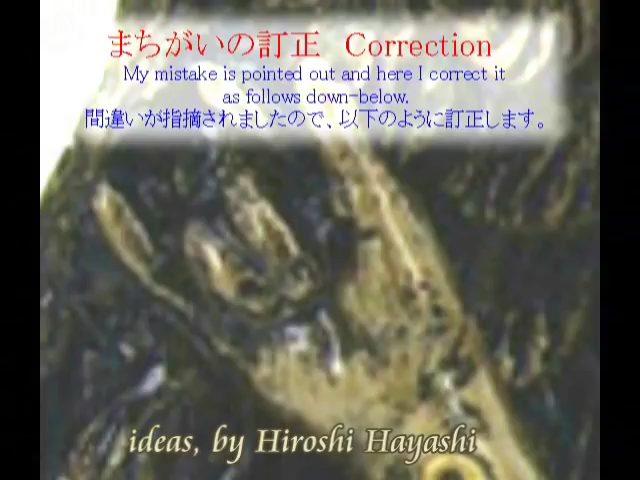 まちがいの訂正　Correction
My mistake is pointed out and here I correct it
as follows down-below.
間違いが指摘されましたので、以下のように訂正します。
ideas, by Hiroshi Hayashi